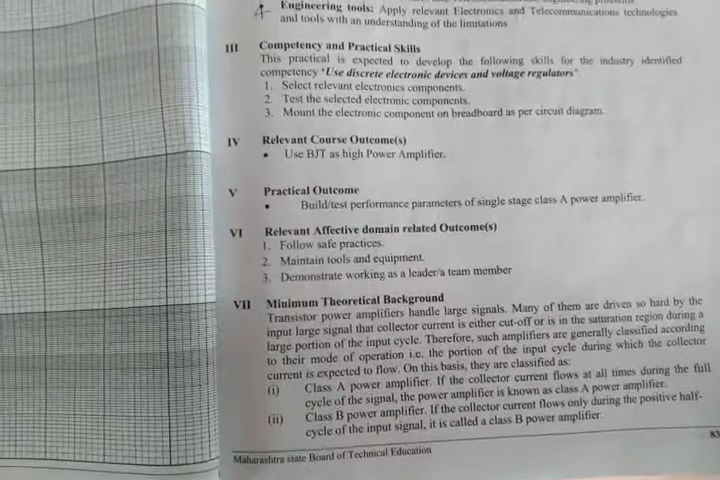 Engineering tools: Apply relevant Electronics and Telecommunications technologies
and tools with an understanding of the limitations
III Competency and Practical Skills
This practical is expected to develop the following skills for the industry identified
competency 'Use discrete electronic devices and voltage regulators'
1. Select relevant electronics components.
2. Test the selected electronic components.
3. Mount the electronic component on breadboard as per circuit diagram.
IV Relevant Course Outcome(s)
• Use BJT as high Power Amplifier.
V Practical Outcome
• Build/test performance parameters of single stage class A power amplifier.
VI Relevant Affective domain related Outcome(s)
1. Follow safe practices.
2. Maintain tools and equipment.
3. Demonstrate working as a leader/a team member
VII Minimum Theoretical Background
Transistor power amplifiers handle large signals. Many of them are driven so hard by the
input large signal that collector current is either cut-off or is in the saturation region during a
large portion of the input cycle. Therefore, such amplifiers are generally classified according
to their mode of operation i.e. the portion of the input cycle during which the collector
current is expected to flow. On this basis, they are classified as:
(i) Class A power amplifier. If the collector current flows at all times during the full
cycle of the signal, the power amplifier is known as class A power amplifier.
(ii) Class B power amplifier. If the collector current flows only during the positive half-
cycle of the input signal, it is called a class B power amplifier.
Maharashtra state Board of Technical Education